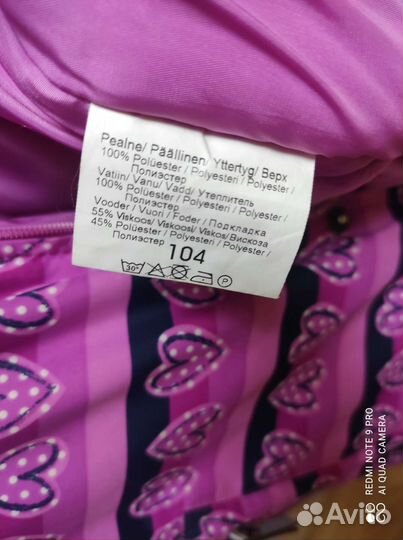 Pealne/ Päällinen/ Yttertyg/ Верх
100% Polüester / Polyesteri / Polyester /
Полиэстер
Vatiin/ Vanu/ Vadd/ Утеплитель
100% Polüester / Polyesteri / Polyester /
Полиэстер
Vooder / Vuori / Foder / Подкладка
55% Viskoos/ Viskoosi/ Viskos/ Вискоза
45% Polüester / Polyesteri / Polyester /
Полиэстер
104
30° P
REDMI NOTE 9 PRO
AI QUAD CAMERA
Avito